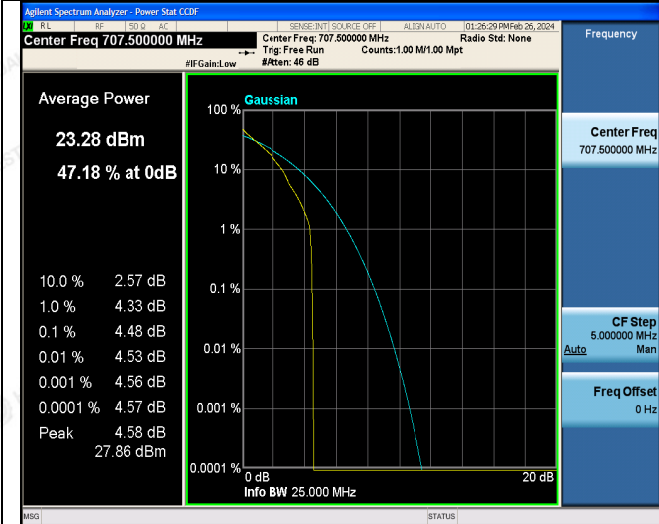 Agilent Spectrum Analyzer - Power Stat CCDF
RL RF 50 Ω AC SENSE:INT SOURCE OFF ALIGN AUTO 01:26:29 PM Feb 26, 2024
Center Freq 707.500000 MHz
Center Freq: 707.500000 MHz Radio Std: None
Trig: Free Run Counts:1.00 M/1.00 Mpt
#IFGain:Low #Atten: 46 dB
Frequency
Average Power
23.28 dBm
47.18 % at 0dB
10.0 % 2.57 dB
1.0 % 4.33 dB
0.1 % 4.48 dB
0.01 % 4.53 dB
0.001 % 4.56 dB
0.0001 % 4.57 dB
Peak 4.58 dB
27.86 dBm
Gaussian
100 %
10 %
1 %
0.1 %
0.01 %
0.001 %
0.0001 %
0 dB 20 dB
Info BW 25.000 MHz
Center Freq
707.500000 MHz
CF Step
5.000000 MHz
Auto Man
Freq Offset
0 Hz
MSG STATUS